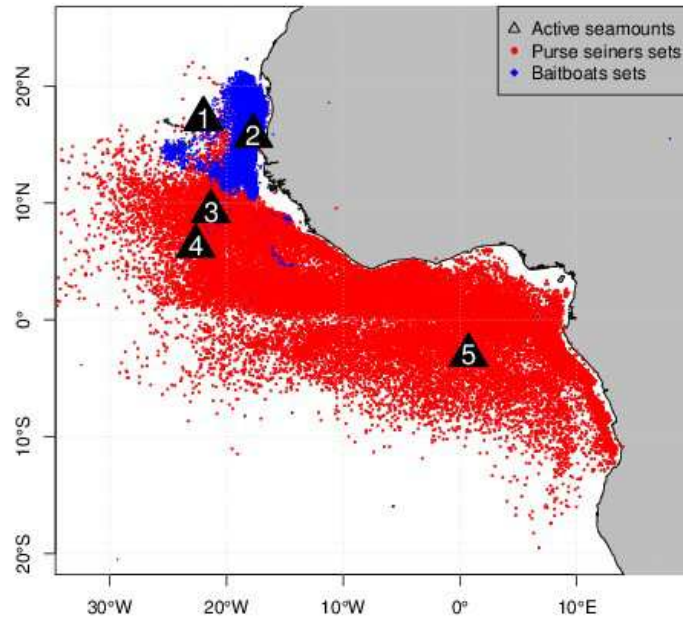 Active seamounts
Purse seiners sets
Baitboats sets
20°N
1
2
10°N
3
4
0°
5
10°S
20°S
30°W 20°W 10°W 0° 10°E